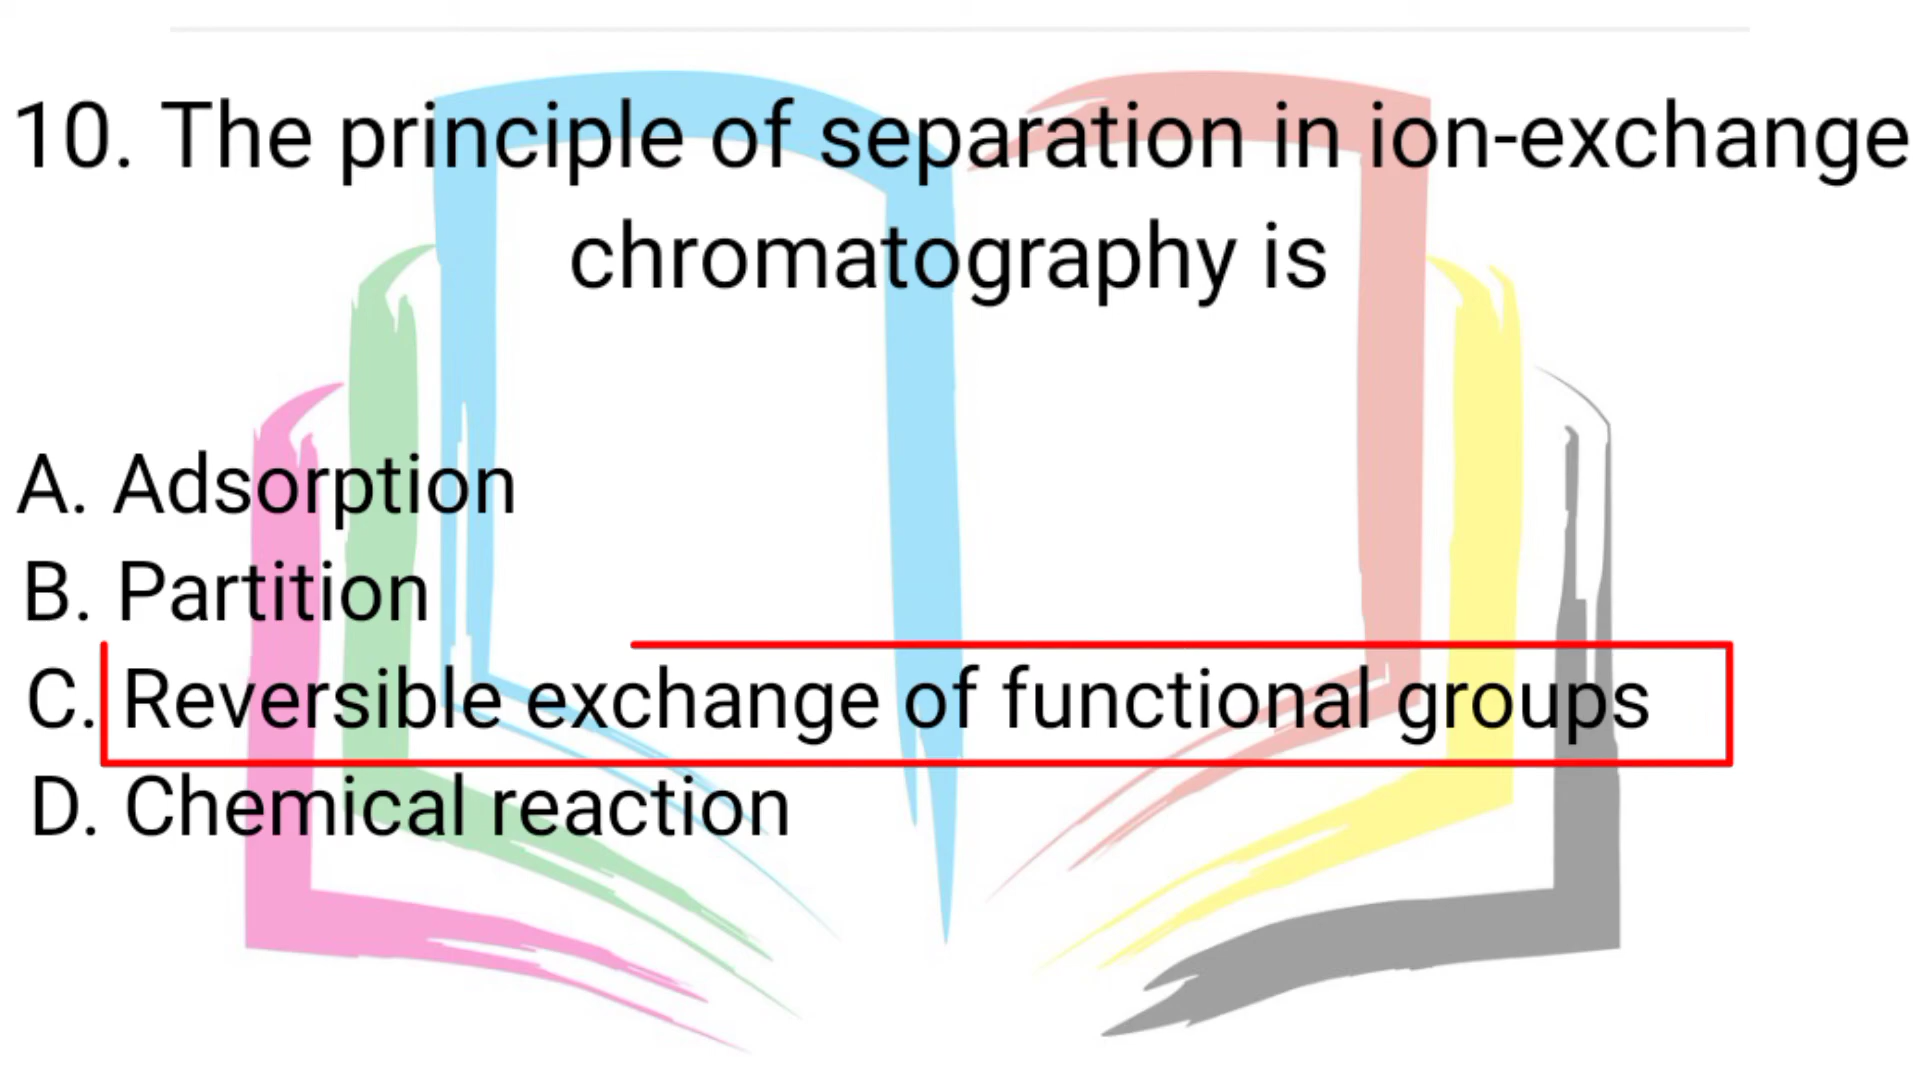 10. The principle of separation in ion-exchange
chromatography is
A. Adsorption
B. Partition
C. Reversible exchange of functional groups
D. Chemical reaction